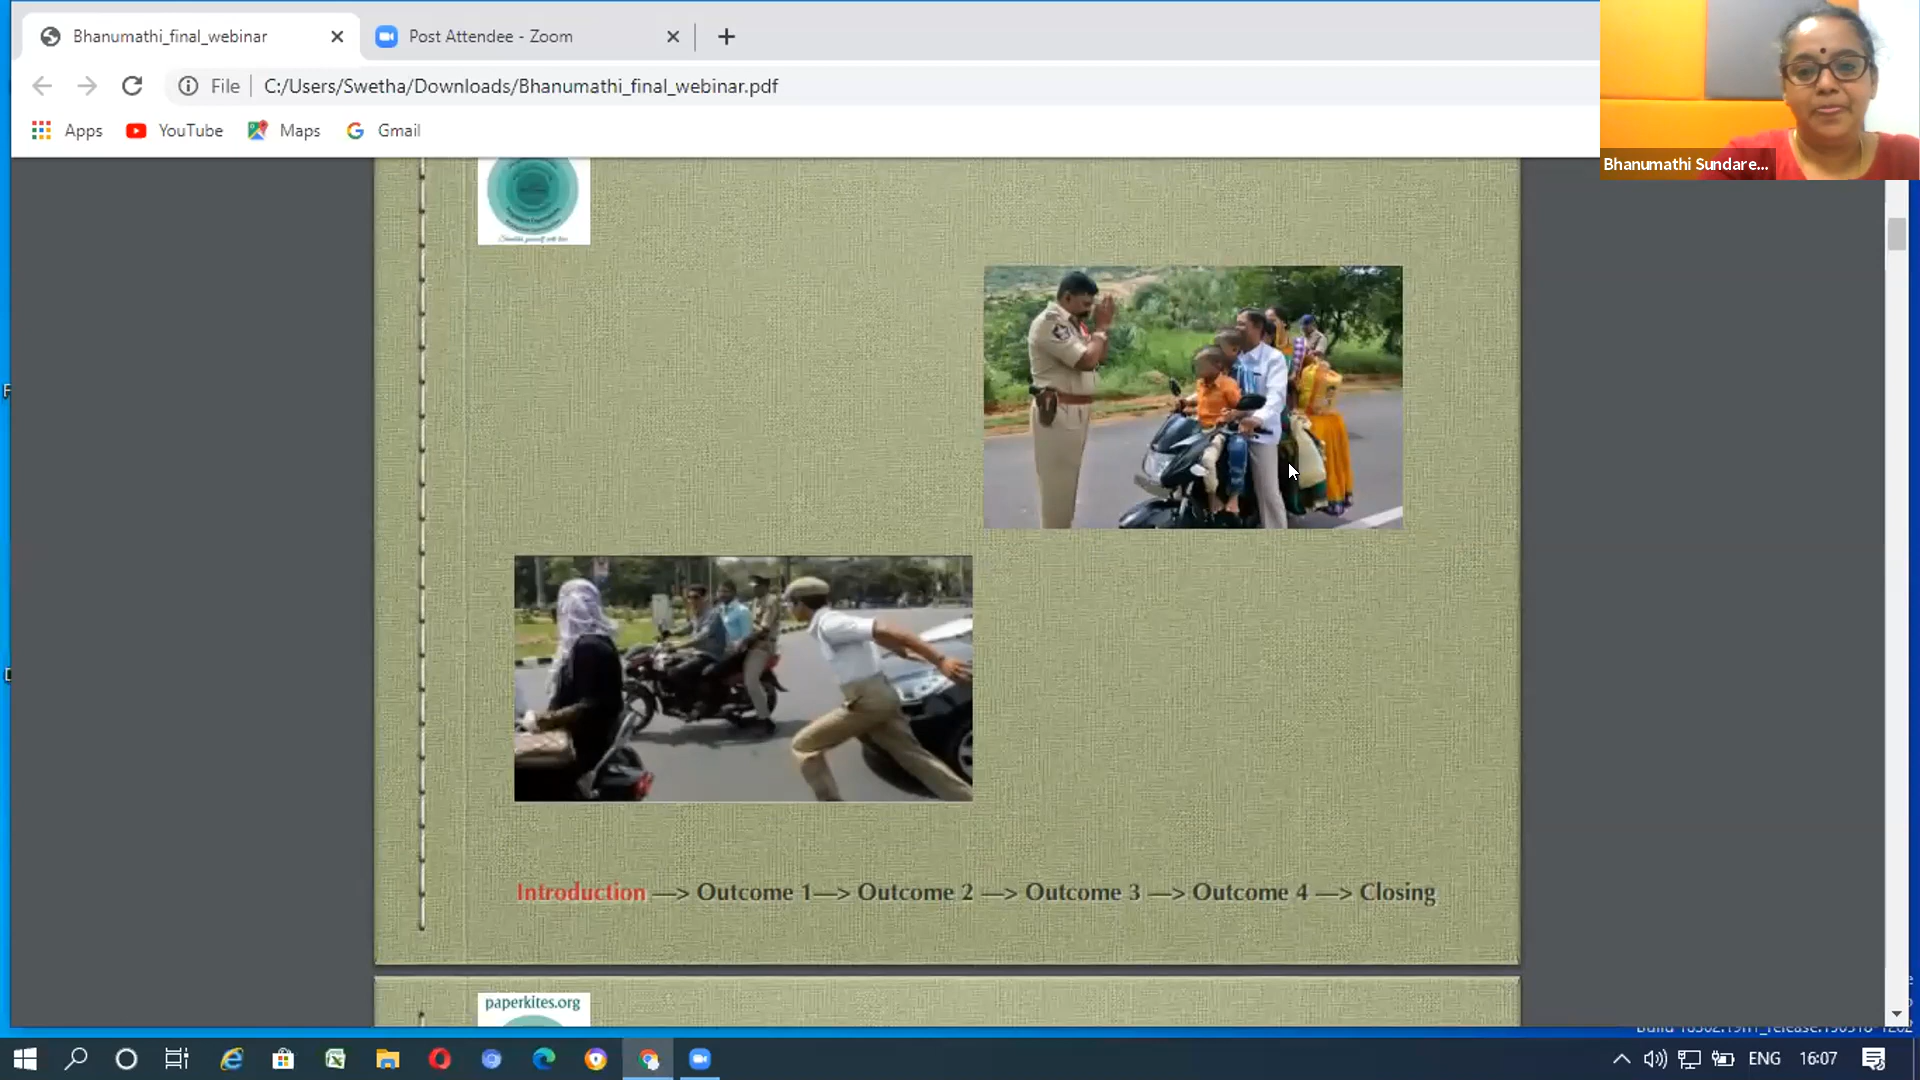 Bhanumathi_final_webinar
Post Attendee - Zoom
File
C:/Users/Swetha/Downloads/Bhanumathi_final_webinar.pdf
Apps
YouTube
Maps
Gmail
Bhanumathi Sundare...
Introduction —> Outcome 1—> Outcome 2 —> Outcome 3 —> Outcome 4 —> Closing
paperkites.org
ENG
16:07